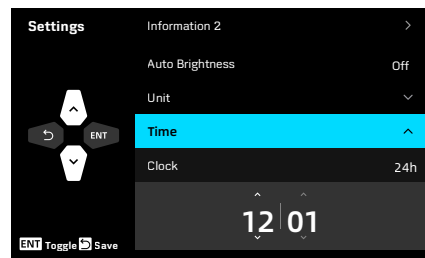 Settings
Information 2
Auto Brightness Off
Unit
ENT
Time
Clock 24h
12 01
ENT Toggle Save